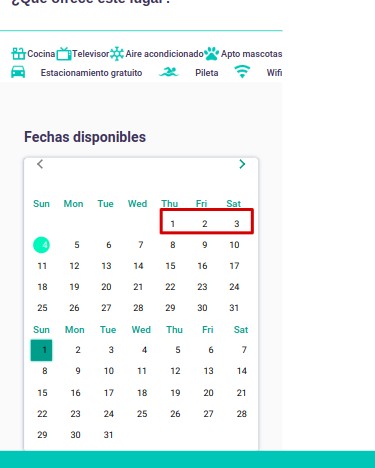 ¿Qué ofrece este lugar?
Cocina Televisor Aire acondicionado Apto mascotas
Estacionamiento gratuito Pileta Wifi
Fechas disponibles
Sun Mon Tue Wed Thu Fri Sat
1 2 3
4 5 6 7 8 9 10
11 12 13 14 15 16 17
18 19 20 21 22 23 24
25 26 27 28 29 30 31
Sun Mon Tue Wed Thu Fri Sat
1 2 3 4 5 6 7
8 9 10 11 12 13 14
15 16 17 18 19 20 21
22 23 24 25 26 27 28
29 30 31